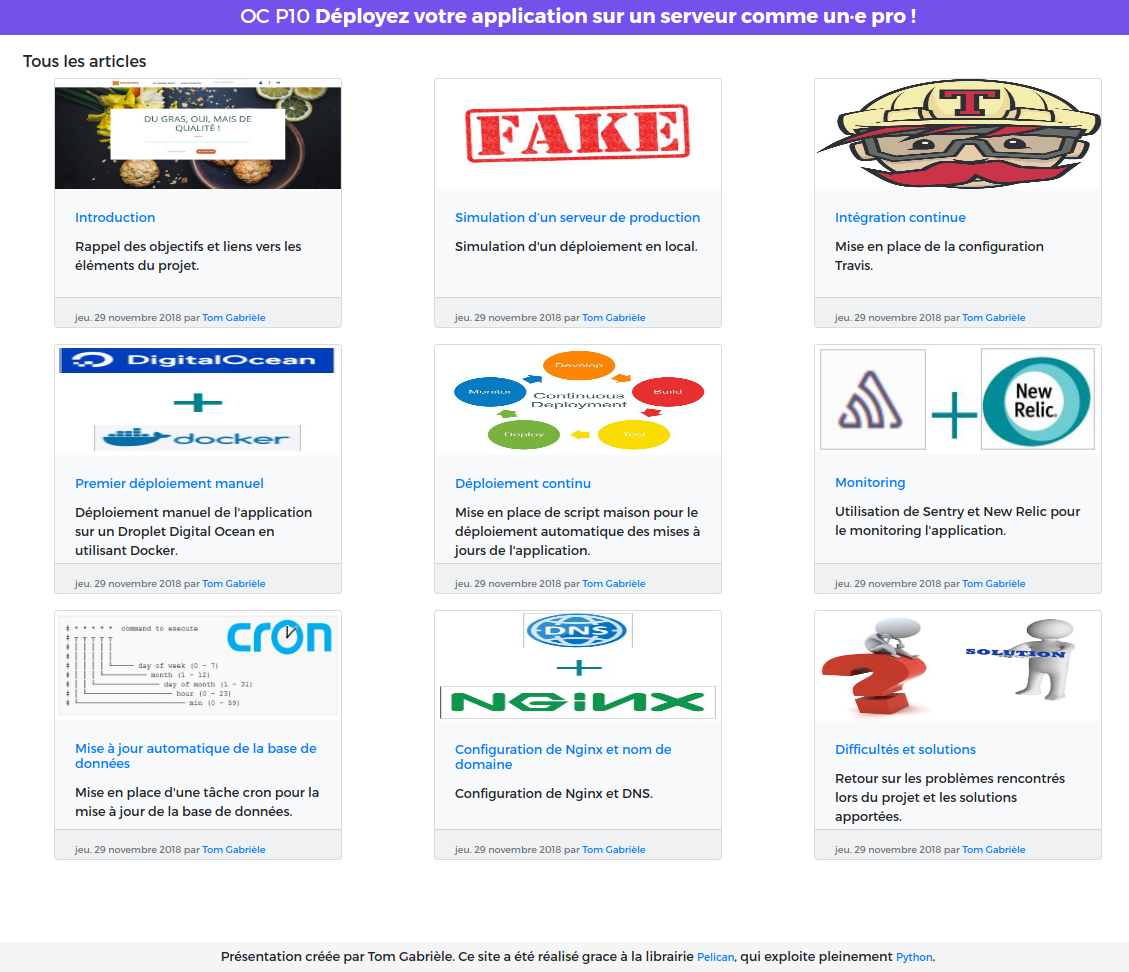 OC P10 Déployez votre application sur un serveur comme un·e pro !
Tous les articles
DU GRAS, OUI, MAIS DE
QUALITÉ !
Introduction
Rappel des objectifs et liens vers les
éléments du projet.
jeu. 29 novembre 2018 par Tom Gabrièle
FAKE
Simulation d'un serveur de production
Simulation d'un déploiement en local.
jeu. 29 novembre 2018 par Tom Gabrièle
T
Intégration continue
Mise en place de la configuration
Travis.
jeu. 29 novembre 2018 par Tom Gabrièle
DigitalOcean
+
docker
Premier déploiement manuel
Déploiement manuel de l'application
sur un Droplet Digital Ocean en
utilisant Docker.
jeu. 29 novembre 2018 par Tom Gabrièle
Develop
Monitor
Build
Continuous
Deployment
Deploy
Test
Déploiement continu
Mise en place de script maison pour le
déploiement automatique des mises à
jours de l'application.
jeu. 29 novembre 2018 par Tom Gabrièle
+
New
Relic.
Monitoring
Utilisation de Sentry et New Relic pour
le monitoring l'application.
jeu. 29 novembre 2018 par Tom Gabrièle
# * * * * * command to execute
cron
day of week (0 - 7)
month (1 - 12)
day of month (1 - 31)
hour (0 - 23)
min (0 - 59)
Mise à jour automatique de la base de
données
Mise en place d'une tâche cron pour la
mise à jour de la base de données.
jeu. 29 novembre 2018 par Tom Gabrièle
DNS
+
NGINX
Configuration de Nginx et nom de
domaine
Configuration de Nginx et DNS.
jeu. 29 novembre 2018 par Tom Gabrièle
?
SOLUTION
Difficultés et solutions
Retour sur les problèmes rencontrés
lors du projet et les solutions
apportées.
jeu. 29 novembre 2018 par Tom Gabrièle
Présentation créée par Tom Gabrièle. Ce site a été réalisé grace à la librairie Pelican, qui exploite pleinement Python.